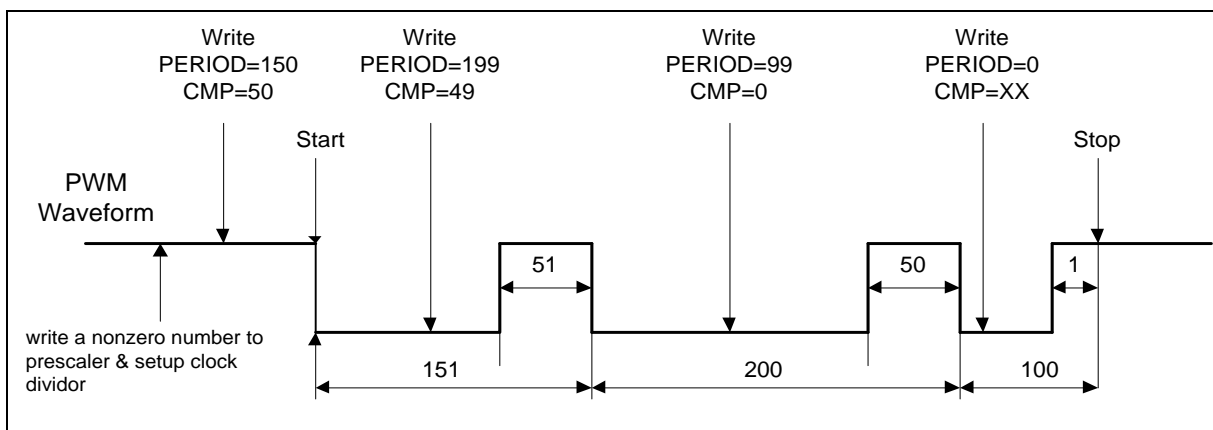 Write
PERIOD=150
CMP=50
Write
PERIOD=199
CMP=49
Write
PERIOD=99
CMP=0
Write
PERIOD=0
CMP=XX
Start
Stop
PWM
Waveform
51
50
1
write a nonzero number to
prescaler & setup clock
dividor
151
200
100